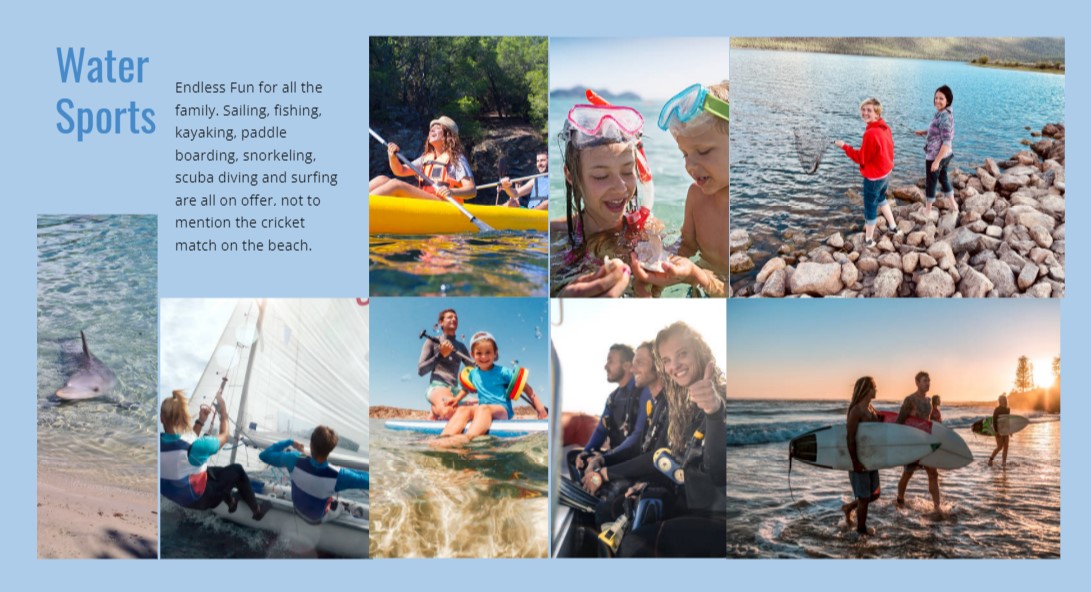 Water
Sports
Endless Fun for all the
family. Sailing, fishing,
kayaking, paddle
boarding, snorkeling,
scuba diving and surfing
are all on offer, not to
mention the cricket
match on the beach.